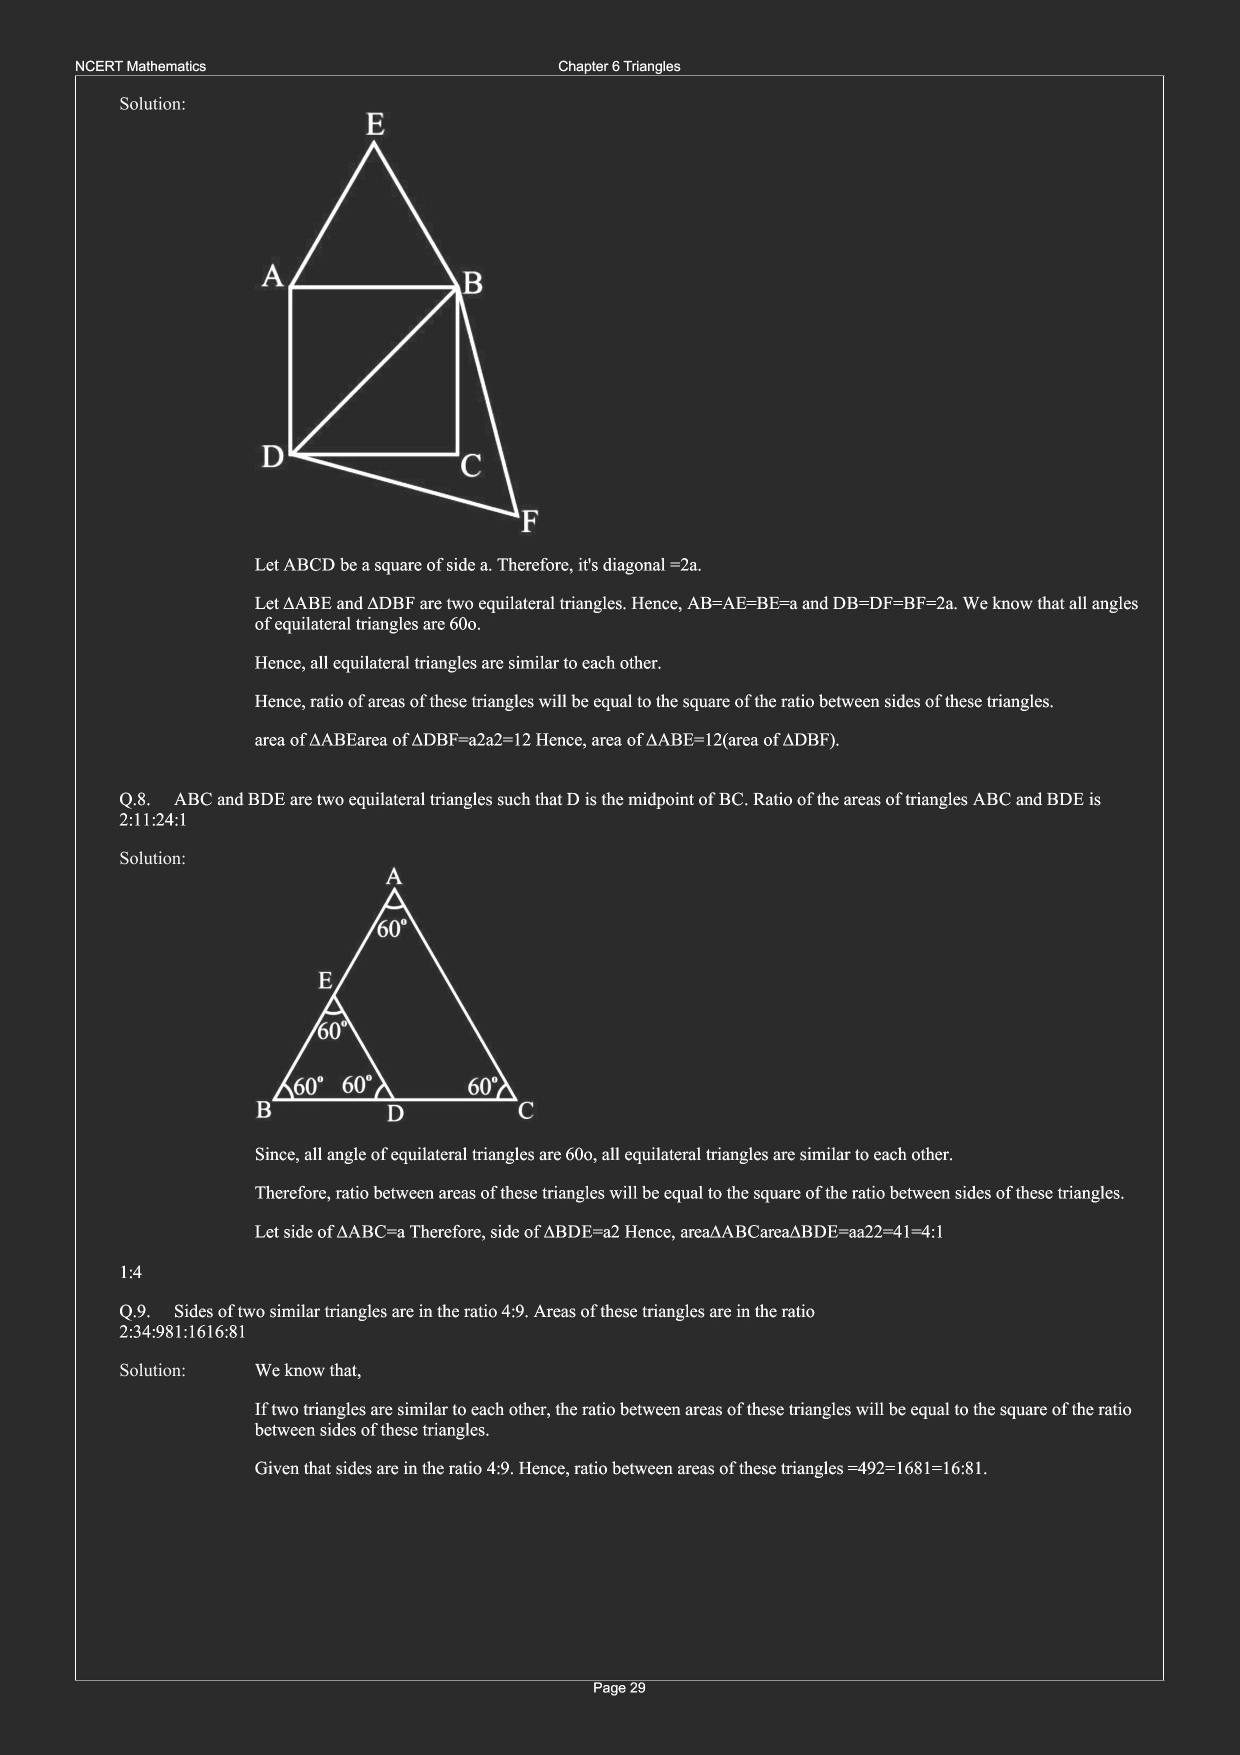 NCERT Mathematics
Chapter 6 Triangles
Solution:
E
A
B
D
C
F
Let ABCD be a square of side a. Therefore, it's diagonal =2a.
Let ΔABE and ΔDBF are two equilateral triangles. Hence, AB=AE=BE=a and DB=DF=BF=2a. We know that all angles
of equilateral triangles are 60o.
Hence, all equilateral triangles are similar to each other.
Hence, ratio of areas of these triangles will be equal to the square of the ratio between sides of these triangles.
area of ΔABEarea of ΔDBF=a2a2=12 Hence, area of ΔABE=12(area of ΔDBF).
Q.8. ABC and BDE are two equilateral triangles such that D is the midpoint of BC. Ratio of the areas of triangles ABC and BDE is
2:11:24:1
Solution:
A
60°
E
60°
60° 60° 60°
B D C
Since, all angle of equilateral triangles are 60o, all equilateral triangles are similar to each other.
Therefore, ratio between areas of these triangles will be equal to the square of the ratio between sides of these triangles.
Let side of ΔABC=a Therefore, side of ΔBDE=a2 Hence, areaΔABCareaΔBDE=aa22=41=4:1
1:4
Q.9. Sides of two similar triangles are in the ratio 4:9. Areas of these triangles are in the ratio
2:34:981:1616:81
Solution: We know that,
If two triangles are similar to each other, the ratio between areas of these triangles will be equal to the square of the ratio
between sides of these triangles.
Given that sides are in the ratio 4:9. Hence, ratio between areas of these triangles =492=1681=16:81.
Page 29